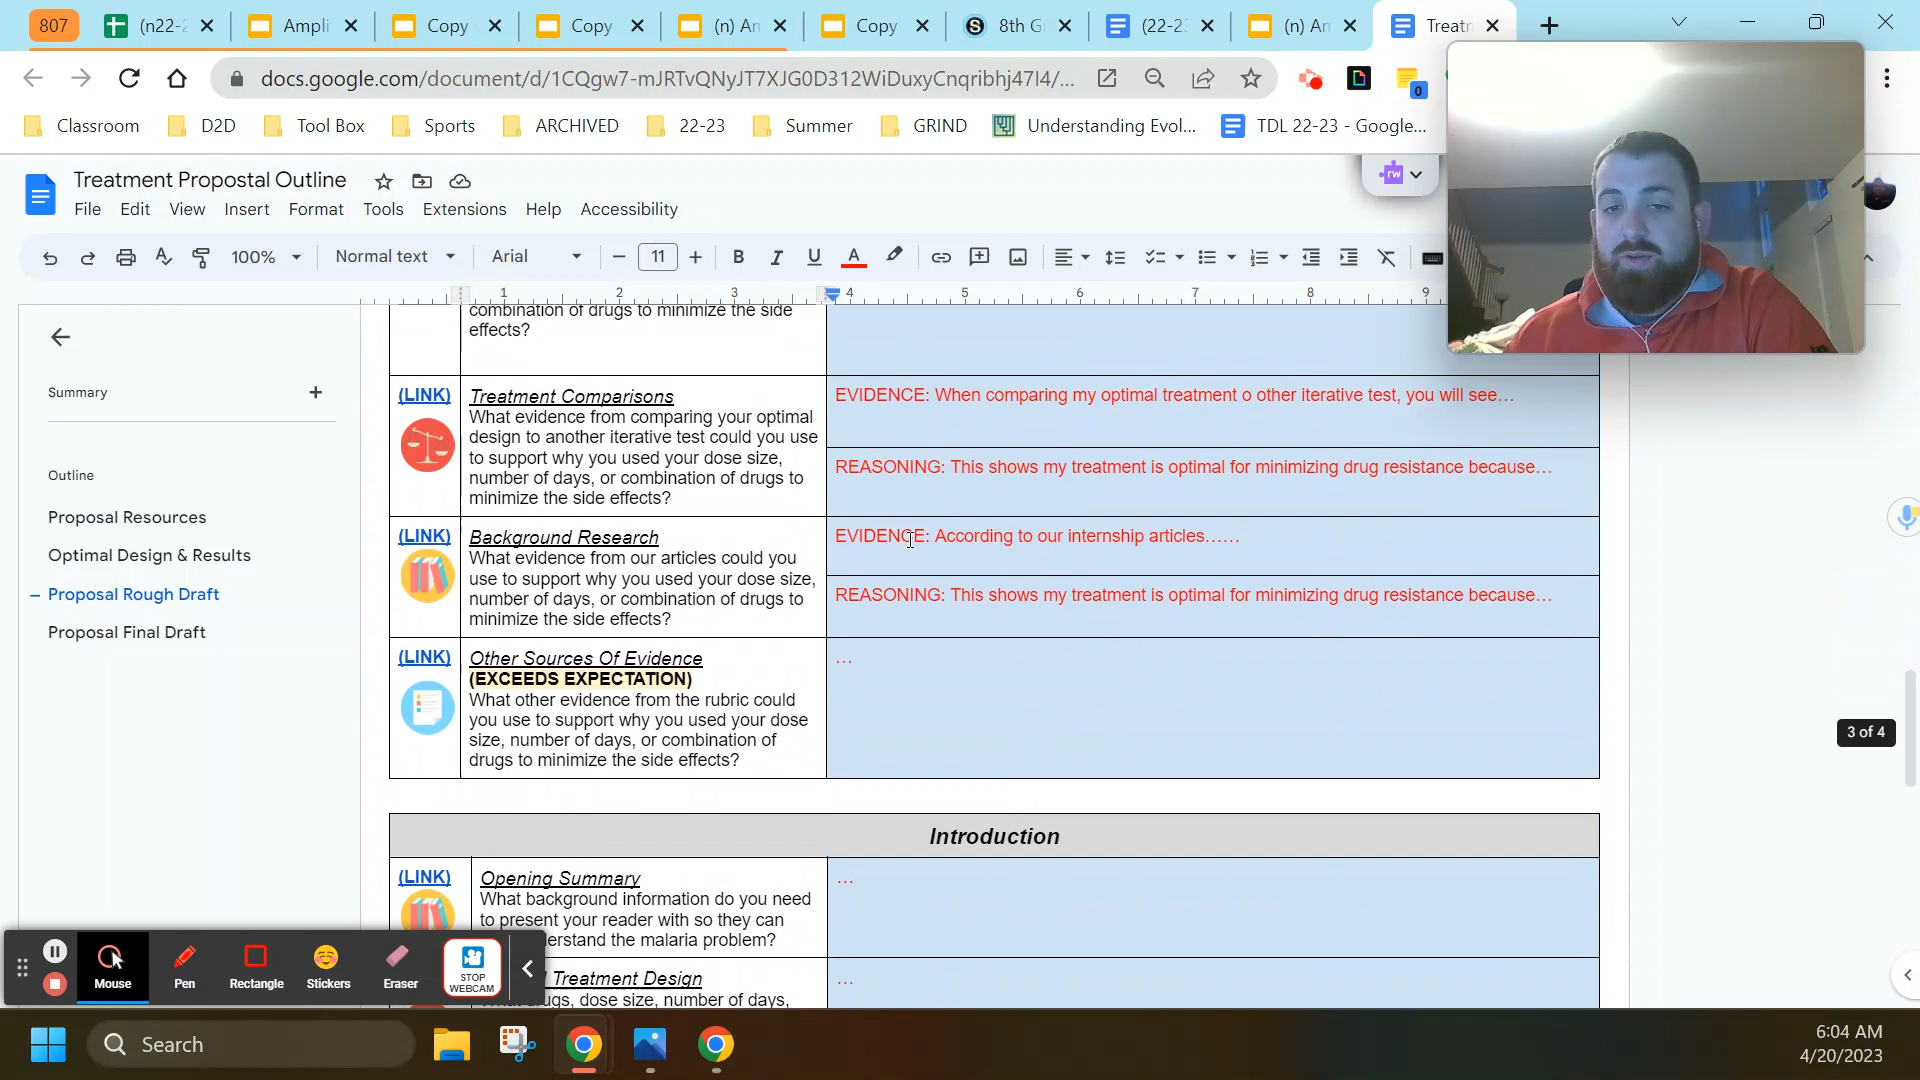 807
(n22-2
Ampli
Copy
Copy
(n) An
Copy
8th G
(22-2
(n) An
Treatn
docs.google.com/document/d/1CQgw7-mJRTvQNyJT7XJG0D312WiDuxyCnqribhj47I4/...
0
Classroom
D2D
Tool Box
Sports
ARCHIVED
22-23
Summer
GRIND
Understanding Evol...
TDL 22-23 - Google...
Treatment Propostal Outline
rw
File Edit View Insert Format Tools Extensions Help Accessibility
100% Normal text Arial 11
1 2 3 4 5 6 7 8 9
Summary
Outline
Proposal Resources
Optimal Design & Results
Proposal Rough Draft
Proposal Final Draft
combination of drugs to minimize the side
effects?
(LINK)
Treatment Comparisons
What evidence from comparing your optimal
design to another iterative test could you use
to support why you used your dose size,
number of days, or combination of drugs to
minimize the side effects?
EVIDENCE: When comparing my optimal treatment o other iterative test, you will see…
REASONING: This shows my treatment is optimal for minimizing drug resistance because…
(LINK)
Background Research
What evidence from our articles could you
use to support why you used your dose size,
number of days, or combination of drugs to
minimize the side effects?
EVIDENCE: According to our internship articles……
REASONING: This shows my treatment is optimal for minimizing drug resistance because…
(LINK)
Other Sources Of Evidence
(EXCEEDS EXPECTATION)
What other evidence from the rubric could
you use to support why you used your dose
size, number of days, or combination of
drugs to minimize the side effects?
…
3 of 4
Introduction
(LINK)
Opening Summary
What background information do you need
to present your reader with so they can
erstand the malaria problem?
…
Treatment Design
ugs, dose size, number of days,
…
Mouse
Pen
Rectangle
Stickers
Eraser
STOP
WEBCAM
Search
6:04 AM
4/20/2023